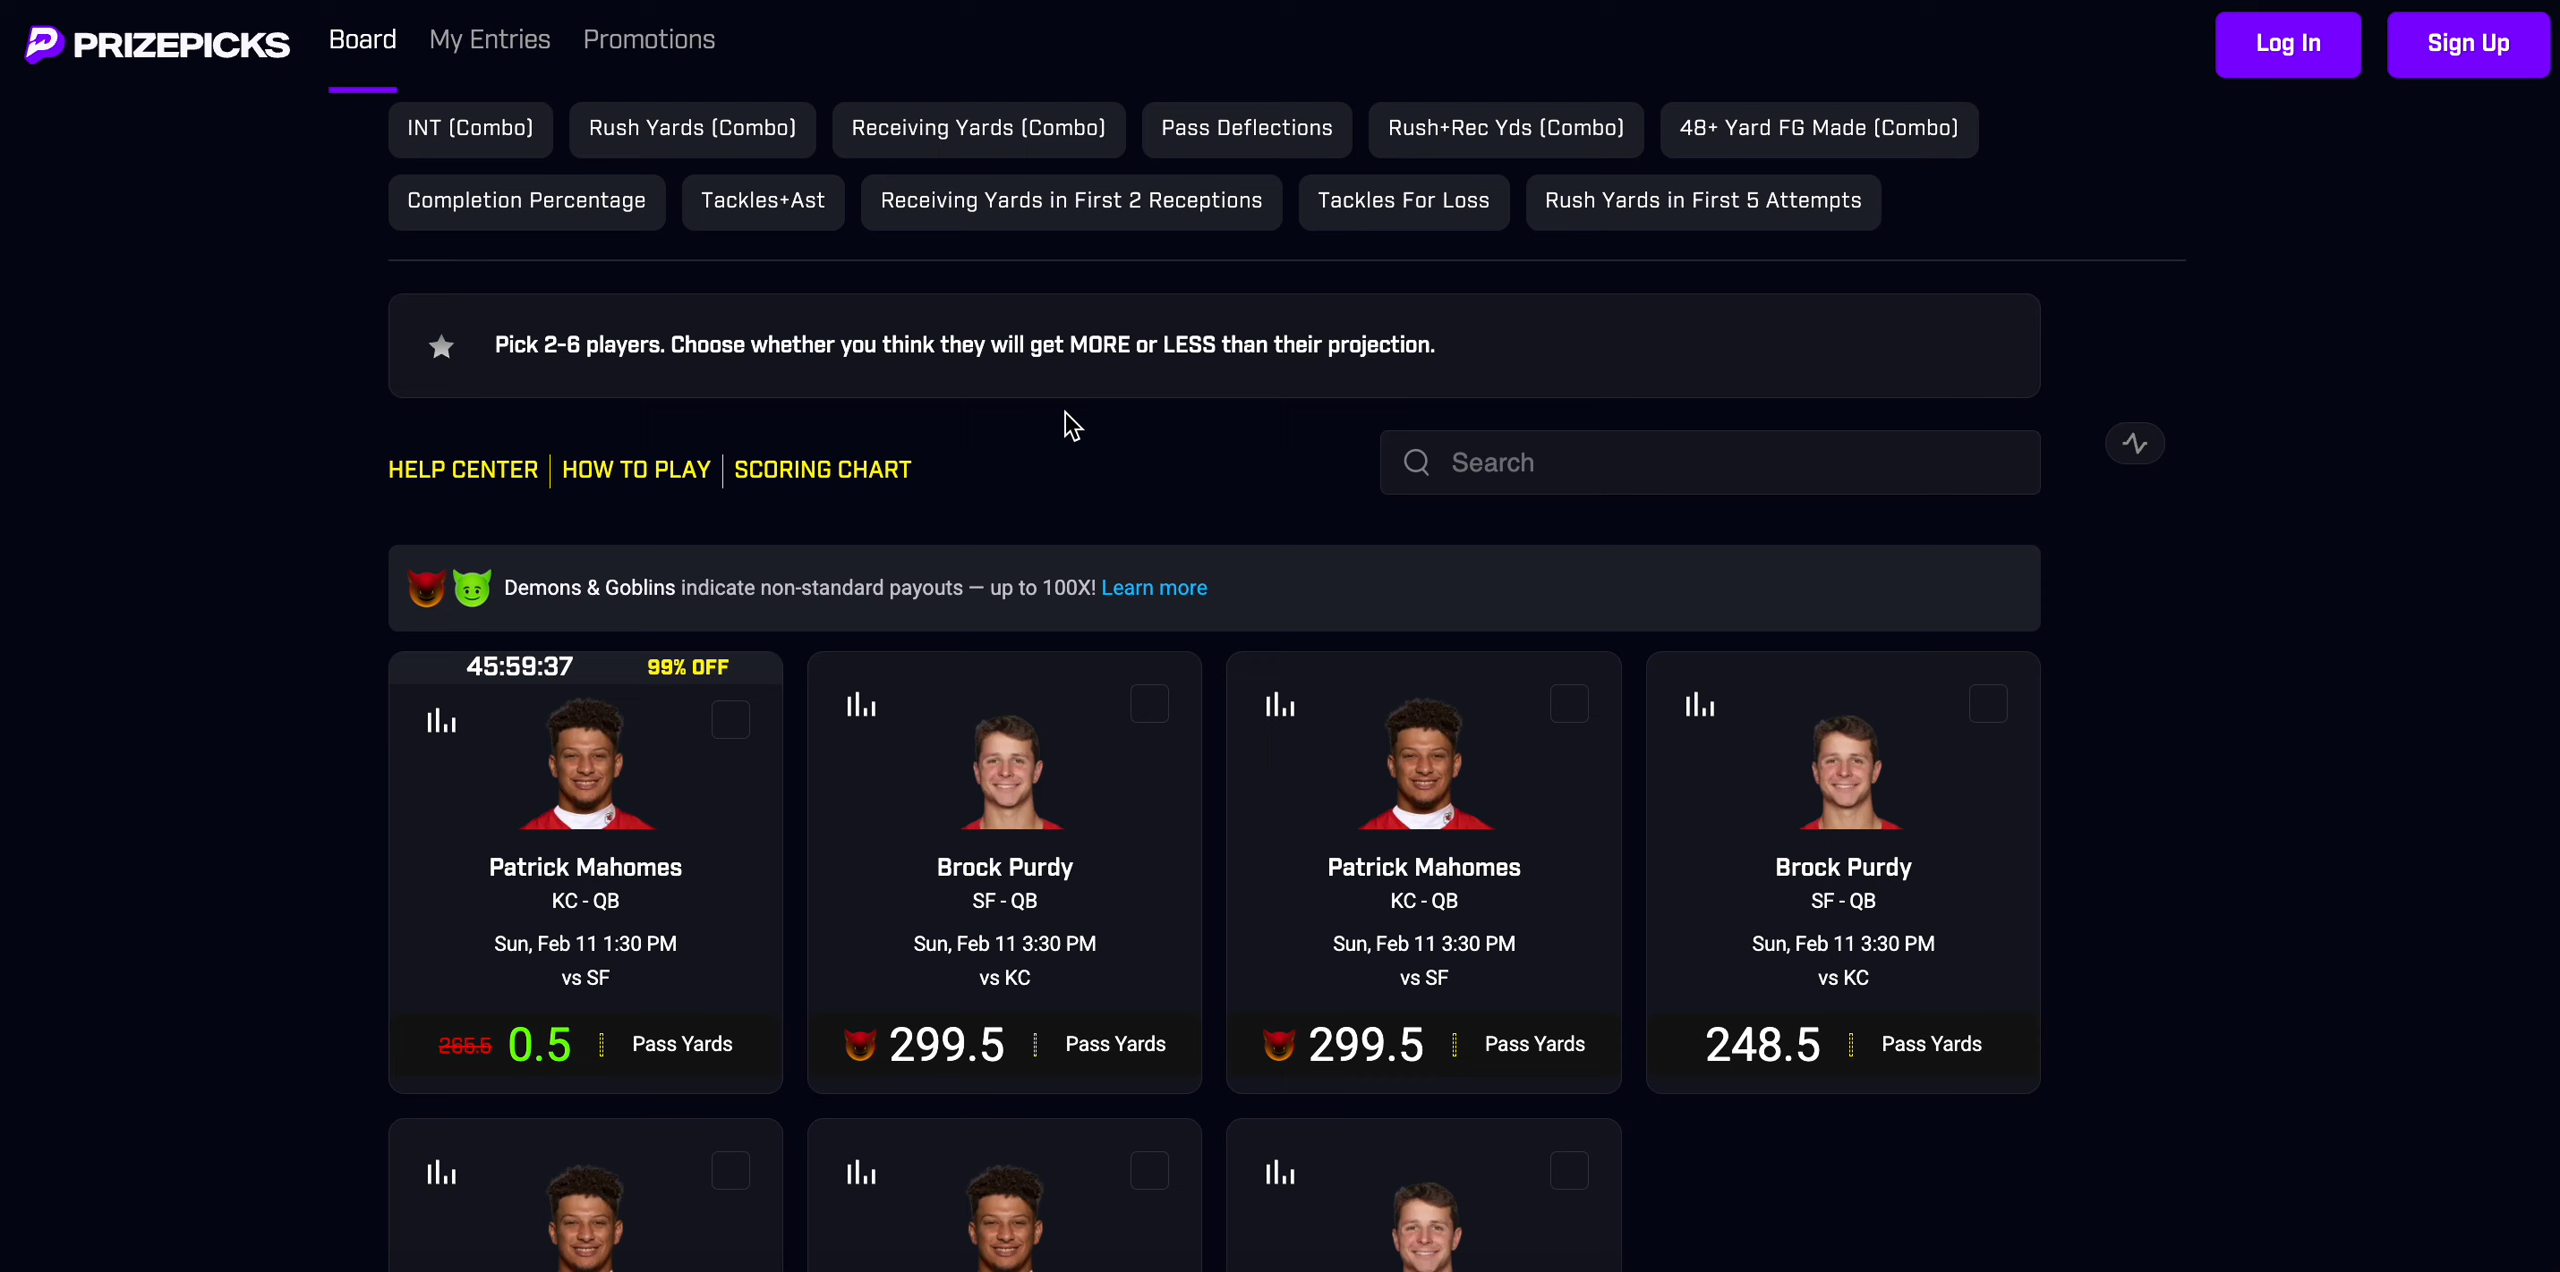 PRIZEPICKS Board My Entries Promotions Log In Sign Up
INT (Combo) Rush Yards (Combo) Receiving Yards (Combo) Pass Deflections Rush+Rec Yds (Combo) 48+ Yard FG Made (Combo)
Completion Percentage Tackles+Ast Receiving Yards in First 2 Receptions Tackles For Loss Rush Yards in First 5 Attempts
Pick 2-6 players. Choose whether you think they will get MORE or LESS than their projection.
HELP CENTER HOW TO PLAY SCORING CHART Search
Demons & Goblins indicate non-standard payouts — up to 100X! Learn more
45:59:37 99% OFF
Patrick Mahomes
KC - QB
Sun, Feb 11 1:30 PM
vs SF
265.5 0.5 Pass Yards
Brock Purdy
SF - QB
Sun, Feb 11 3:30 PM
vs KC
299.5 Pass Yards
Patrick Mahomes
KC - QB
Sun, Feb 11 3:30 PM
vs SF
299.5 Pass Yards
Brock Purdy
SF - QB
Sun, Feb 11 3:30 PM
vs KC
248.5 Pass Yards